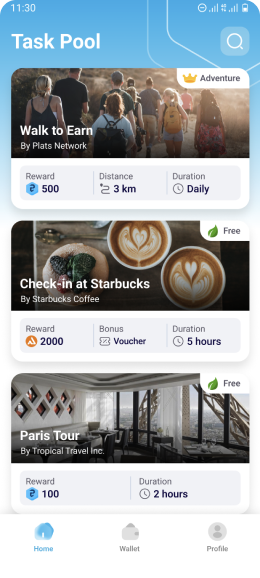 11:30
Task Pool
Adventure
Walk to Earn
By Plats Network
Reward Distance Duration
500 3 km Daily
Free
Check-in at Starbucks
By Starbucks Coffee
Reward Bonus Duration
2000 Voucher 5 hours
Free
Paris Tour
By Tropical Travel Inc.
Reward Duration
100 2 hours
Home Wallet Profile